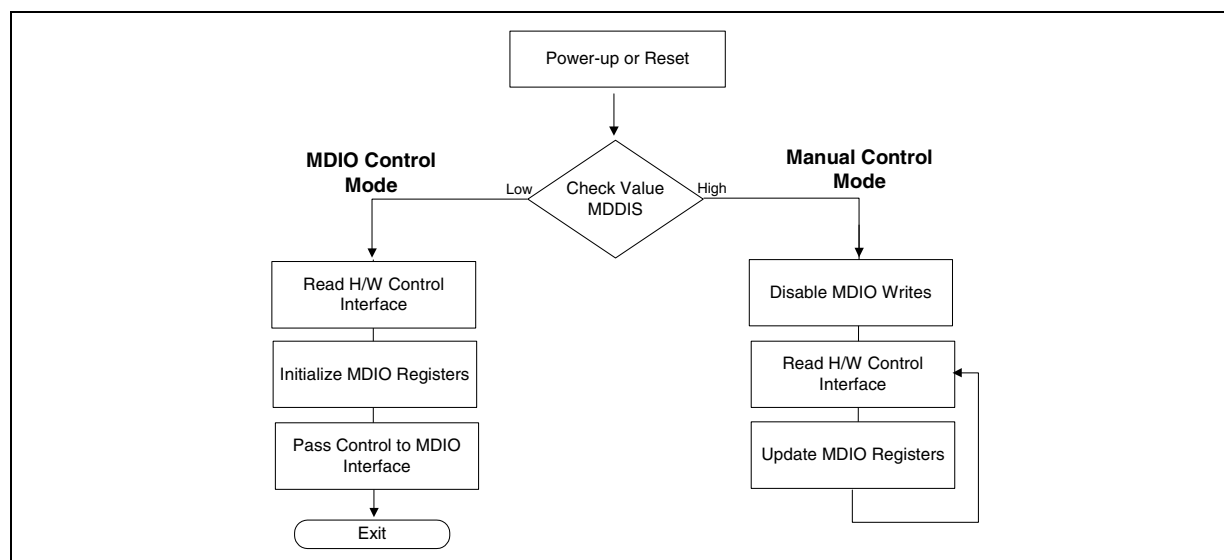 Power-up or Reset
MDIO Control
Mode
Manual Control
Mode
Low
Check Value
MDDIS
High
Read H/W Control
Interface
Initialize MDIO Registers
Pass Control to MDIO
Interface
Exit
Disable MDIO Writes
Read H/W Control
Interface
Update MDIO Registers